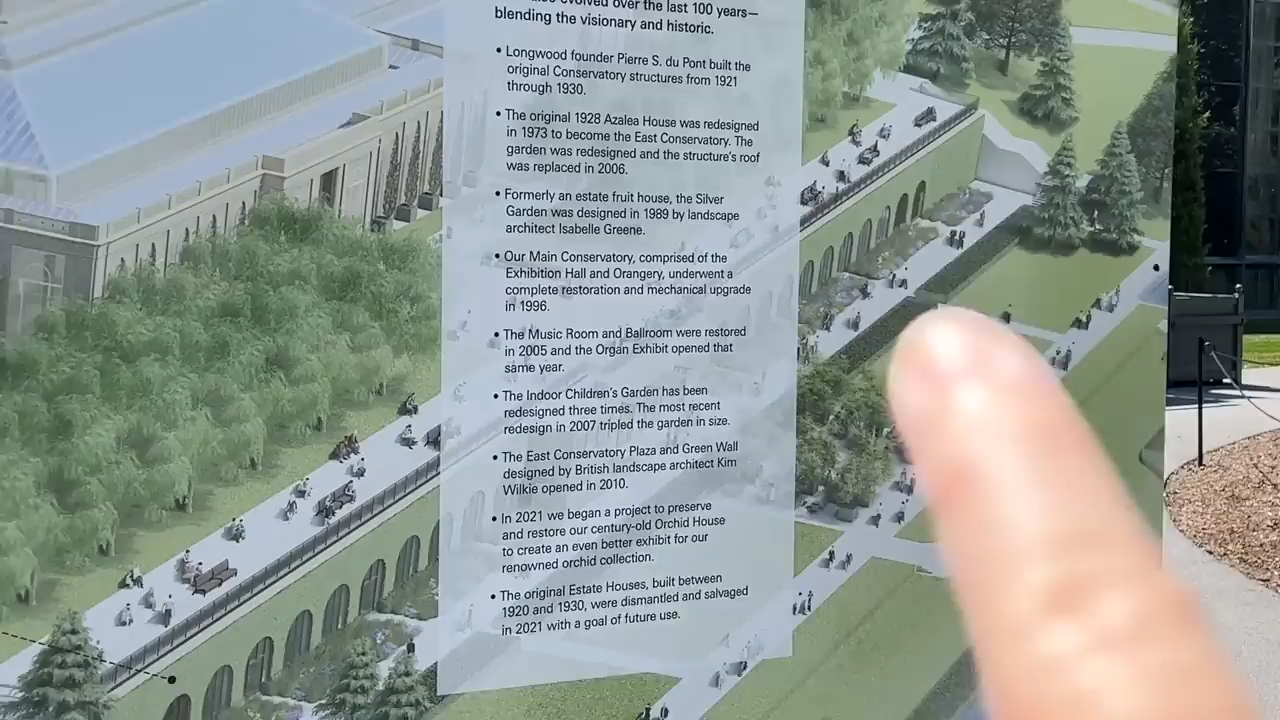 evolved over the last 100 years—
blending the visionary and historic.
• Longwood founder Pierre S. du Pont built the
original Conservatory structures from 1921
through 1930.
• The original 1928 Azalea House was redesigned
in 1973 to become the East Conservatory. The
garden was redesigned and the structure's roof
was replaced in 2006.
• Formerly an estate fruit house, the Silver
Garden was designed in 1989 by landscape
architect Isabelle Greene.
• Our Main Conservatory, comprised of the
Exhibition Hall and Orangery, underwent a
complete restoration and mechanical upgrade
in 1996.
• The Music Room and Ballroom were restored
in 2005 and the Organ Exhibit opened that
same year.
• The Indoor Children's Garden has been
redesigned three times. The most recent
redesign in 2007 tripled the garden in size.
• The East Conservatory Plaza and Green Wall
designed by British landscape architect Kim
Wilkie opened in 2010.
• In 2021 we began a project to preserve
and restore our century-old Orchid House
to create an even better exhibit for our
renowned orchid collection.
• The original Estate Houses, built between
1920 and 1930, were dismantled and salvaged
in 2021 with a goal of future use.